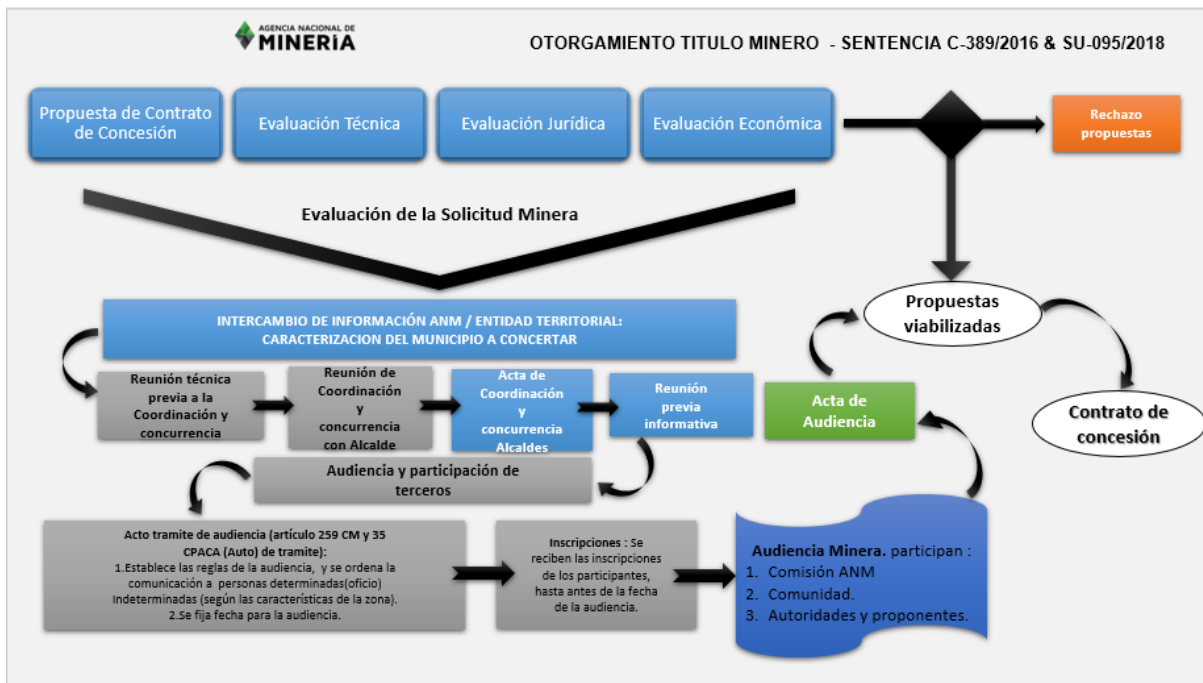 AGENCIA NACIONAL DE
MINERÍA
OTORGAMIENTO TITULO MINERO - SENTENCIA C-389/2016 & SU-095/2018
Propuesta de Contrato
de Concesión
Evaluación Técnica
Evaluación Jurídica
Evaluación Económica
Rechazo
propuestas
Evaluación de la Solicitud Minera
Propuestas
viabilizadas
INTERCAMBIO DE INFORMACIÓN ANM / ENTIDAD TERRITORIAL:
CARACTERIZACION DEL MUNICIPIO A CONCERTAR
Reunión técnica
previa a la
Coordinación y
concurrencia
Reunión de
Coordinación
y
concurrencia
con Alcalde
Acta de
Coordinación
y
concurrencia
Alcaldes
Reunión
previa
informativa
Acta de
Audiencia
Contrato de
concesión
Audiencia y participación de
terceros
Acto tramite de audiencia (artículo 259 CM y 35
CPACA (Auto) de tramite):
1.Establece las reglas de la audiencia, y se ordena la
comunicación a personas determinadas(oficio)
Indeterminadas (según las características de la zona).
2.Se fija fecha para la audiencia.
Inscripciones : Se
reciben las inscripciones
de los participantes,
hasta antes de la fecha
de la audiencia.
Audiencia Minera. participan :
1. Comisión ANM
2. Comunidad.
3. Autoridades y proponentes.